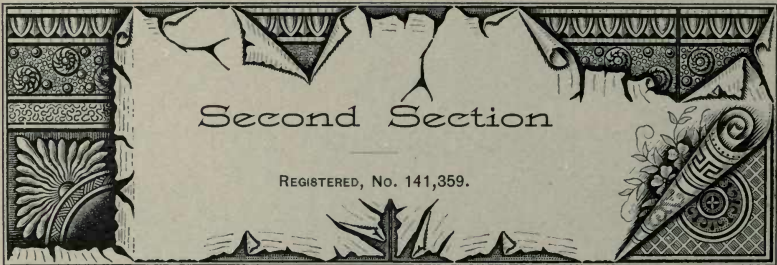 Second Section
REGISTERED, No. 141,359.